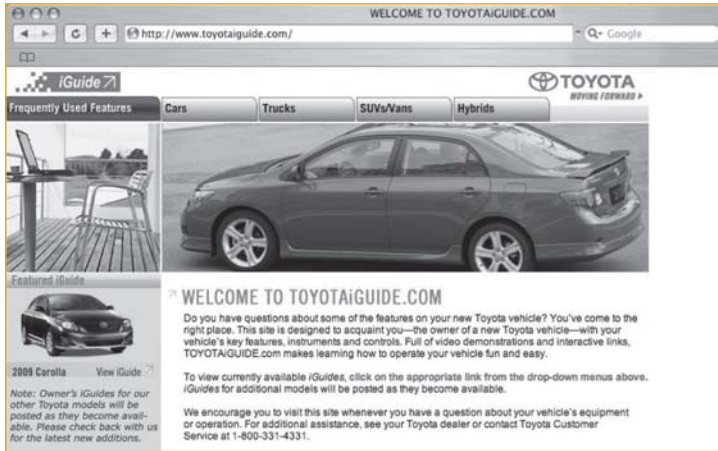 WELCOME TO TOYOTAiGUIDE.COM
http://www.toyotaiguide.com/
Google
iGuide
TOYOTA
MOVING FORWARD
Frequently Used Features
Cars
Trucks
SUVs/Vans
Hybrids
Featured iGuide
2009 Corolla
View iGuide
Note: Owner's iGuides for our
other Toyota models will be
posted as they become avail-
able. Please check back with us
for the latest new additions.
WELCOME TO TOYOTAiGUIDE.COM
Do you have questions about some of the features on your new Toyota vehicle? You've come to the
right place. This site is designed to acquaint you—the owner of a new Toyota vehicle—with your
vehicle's key features, instruments and controls. Full of video demonstrations and interactive links,
TOYOTAiGUIDE.com makes learning how to operate your vehicle fun and easy.
To view currently available iGuides, click on the appropriate link from the drop-down menus above.
iGuides for additional models will be posted as they become available.
We encourage you to visit this site whenever you have a question about your vehicle's equipment
or operation. For additional assistance, see your Toyota dealer or contact Toyota Customer
Service at 1-800-331-4331.